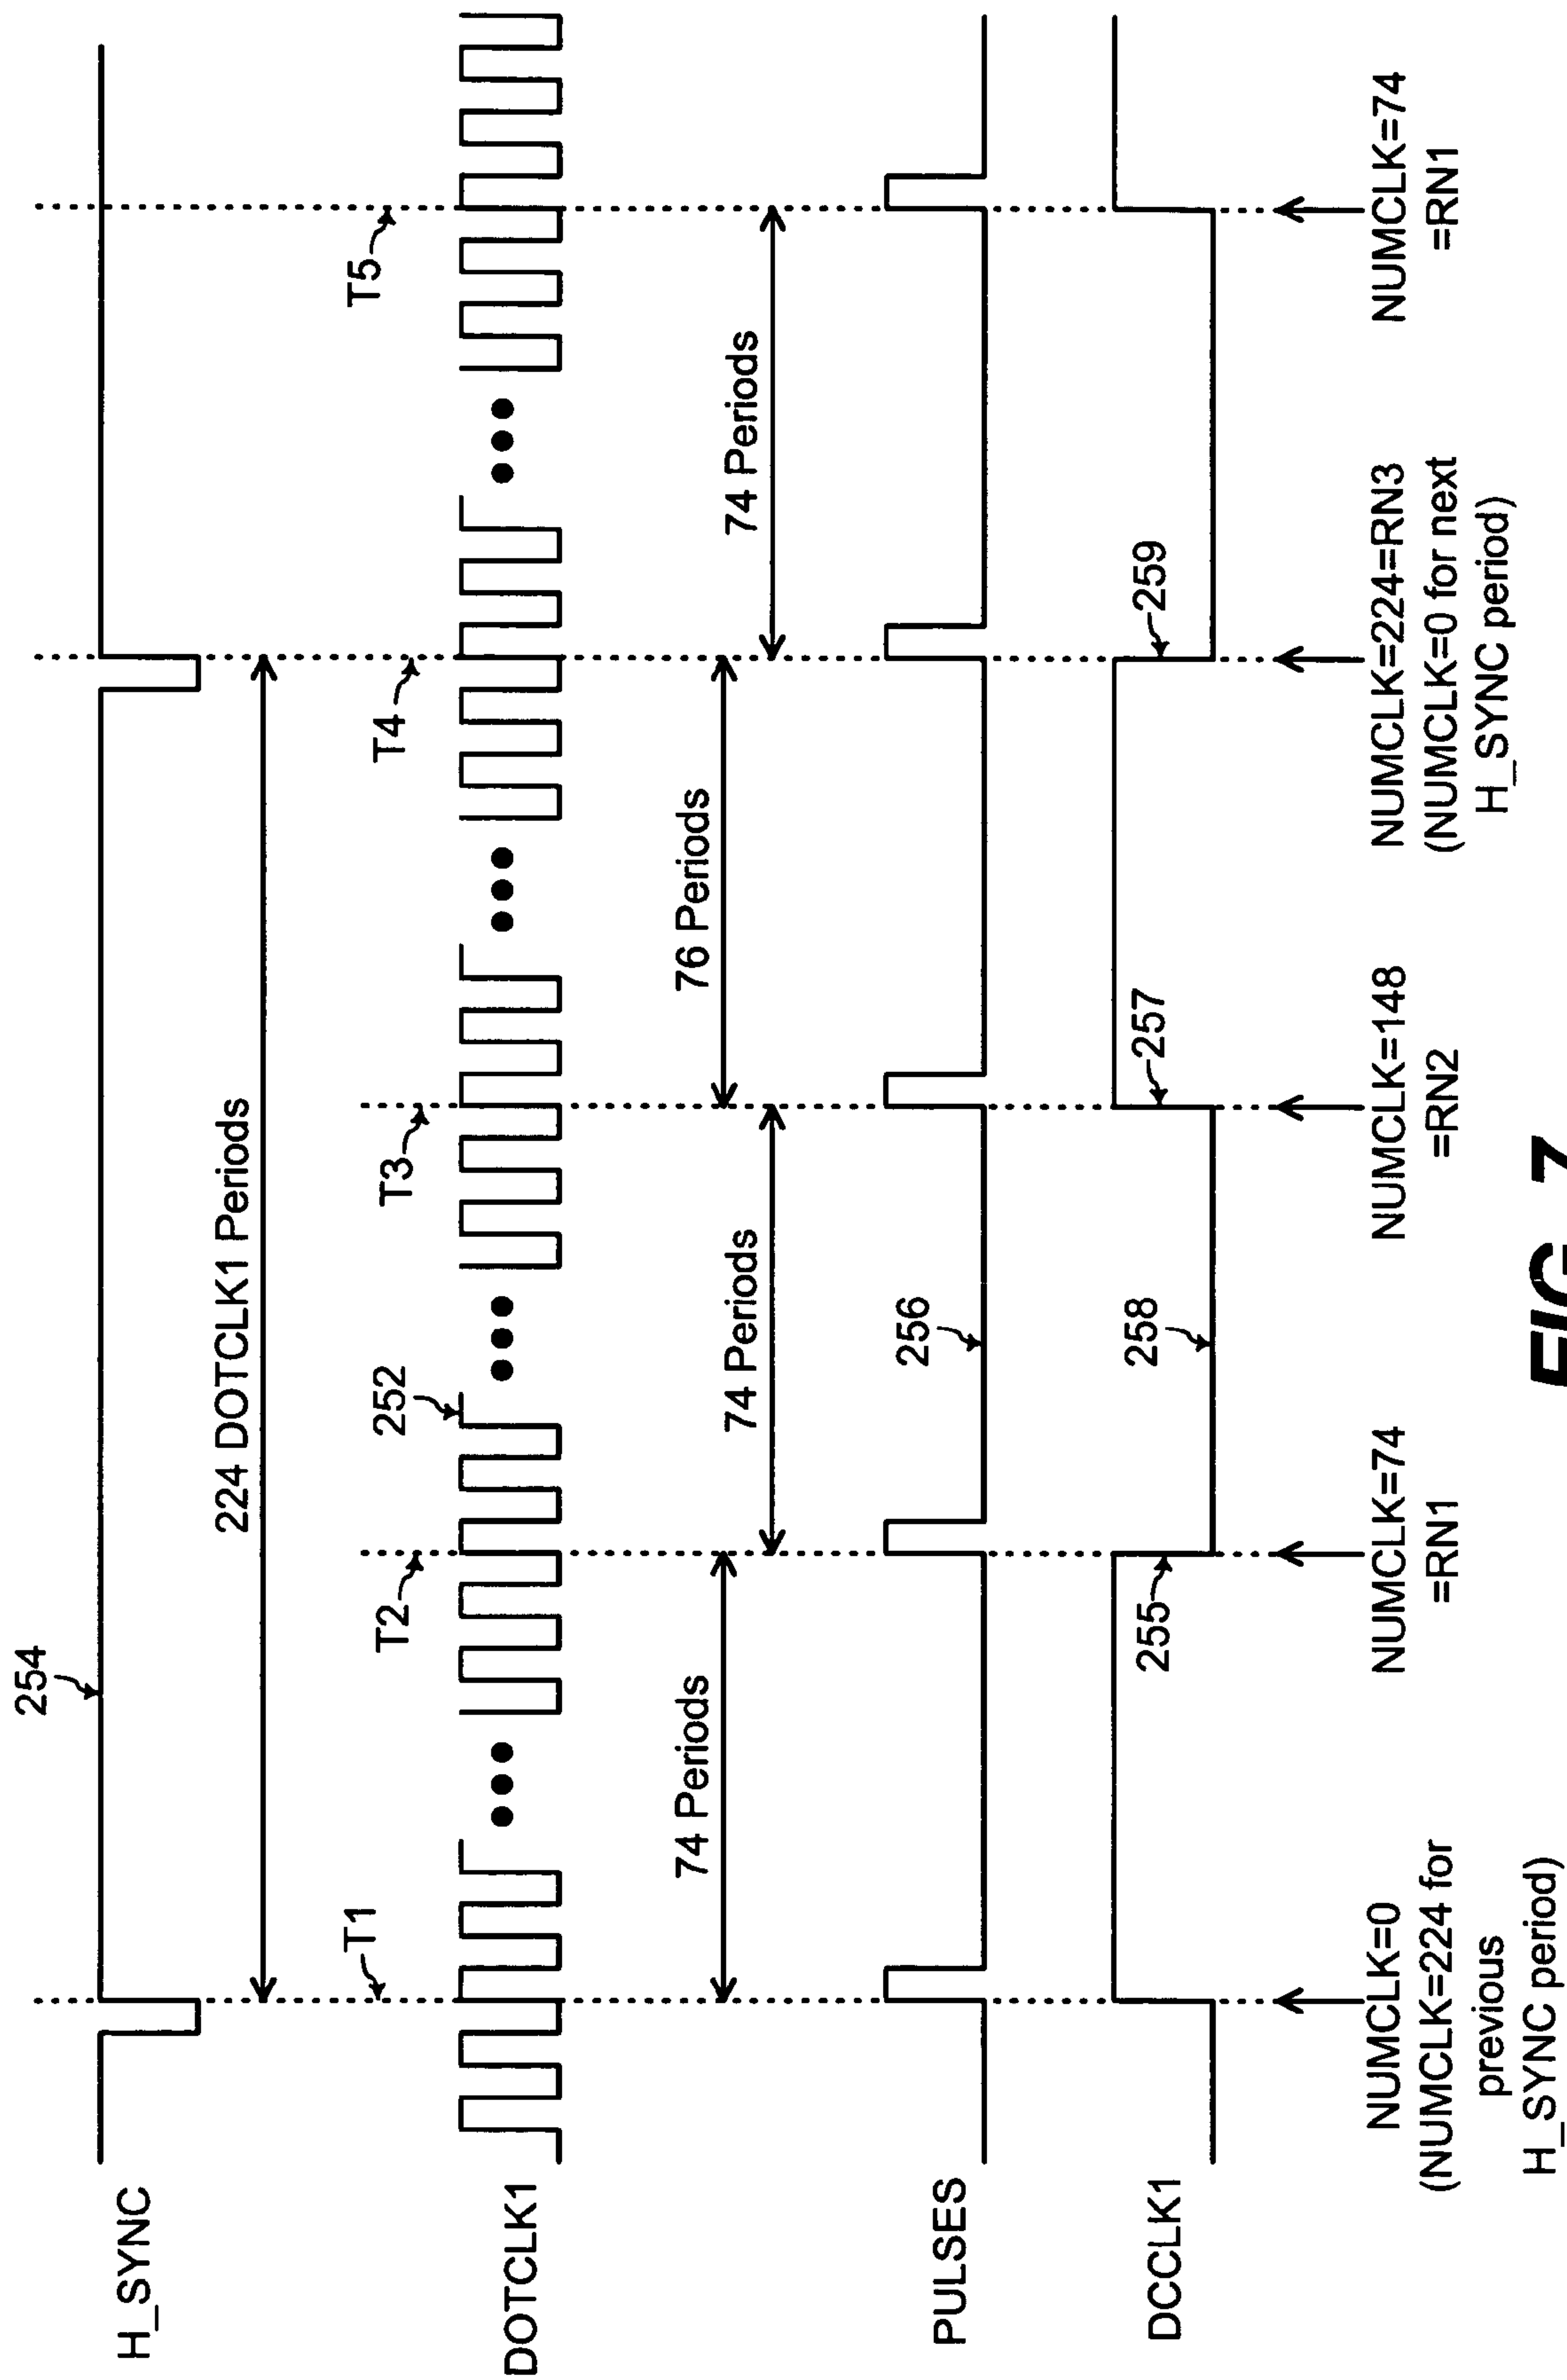 254
H_SYNC
224 DOTCLK1 Periods
T1
T2
252
T3
T4
T5
DOTCLK1
74 Periods
74 Periods
76 Periods
74 Periods
256
PULSES
255
258
257
259
DCCLK1
NUMCLK=0
(NUMCLK=224 for
previous
H_SYNC period)
NUMCLK=74
=RN1
NUMCLK=148
=RN2
NUMCLK=224=RN3
(NUMCLK=0 for next
H_SYNC period)
NUMCLK=74
=RN1
FIG. 7